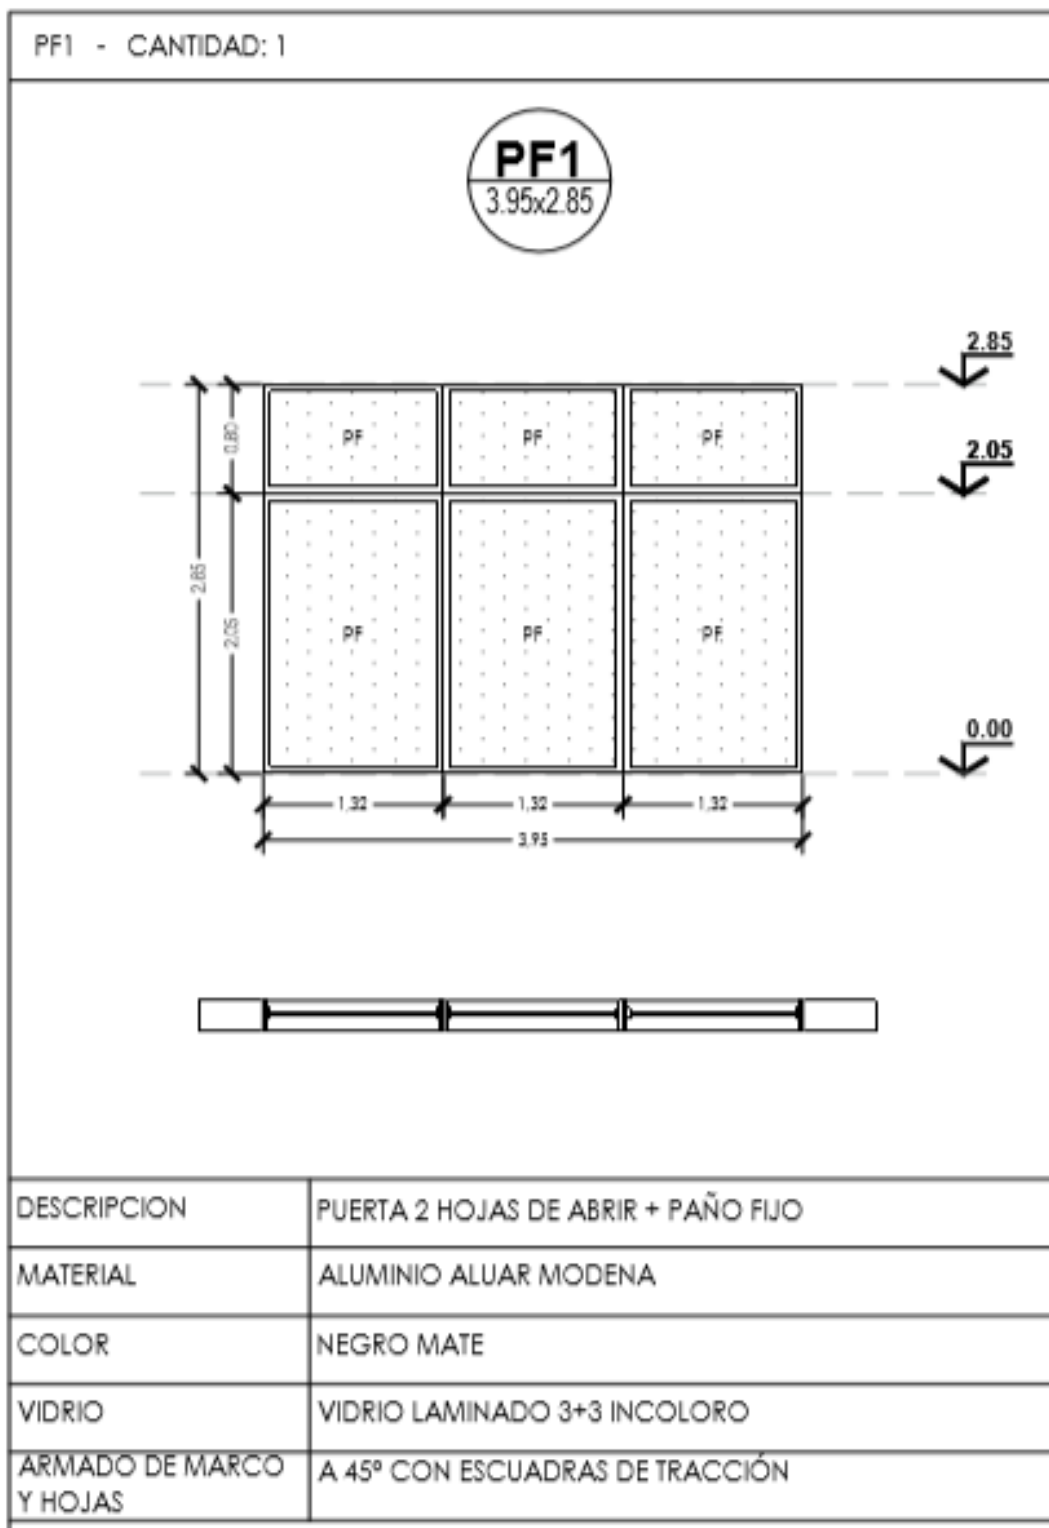 PF1 - CANTIDAD: 1
PF1
3.95x2.85
2.85
2.05
0.00
0,80
2,05
2,85
PF PF PF
PF PF PF
1,32 1,32 1,32
3,95
DESCRIPCION PUERTA 2 HOJAS DE ABRIR + PAÑO FIJO
MATERIAL ALUMINIO ALUAR MODENA
COLOR NEGRO MATE
VIDRIO VIDRIO LAMINADO 3+3 INCOLORO
ARMADO DE MARCO A 45º CON ESCUADRAS DE TRACCIÓN
Y HOJAS